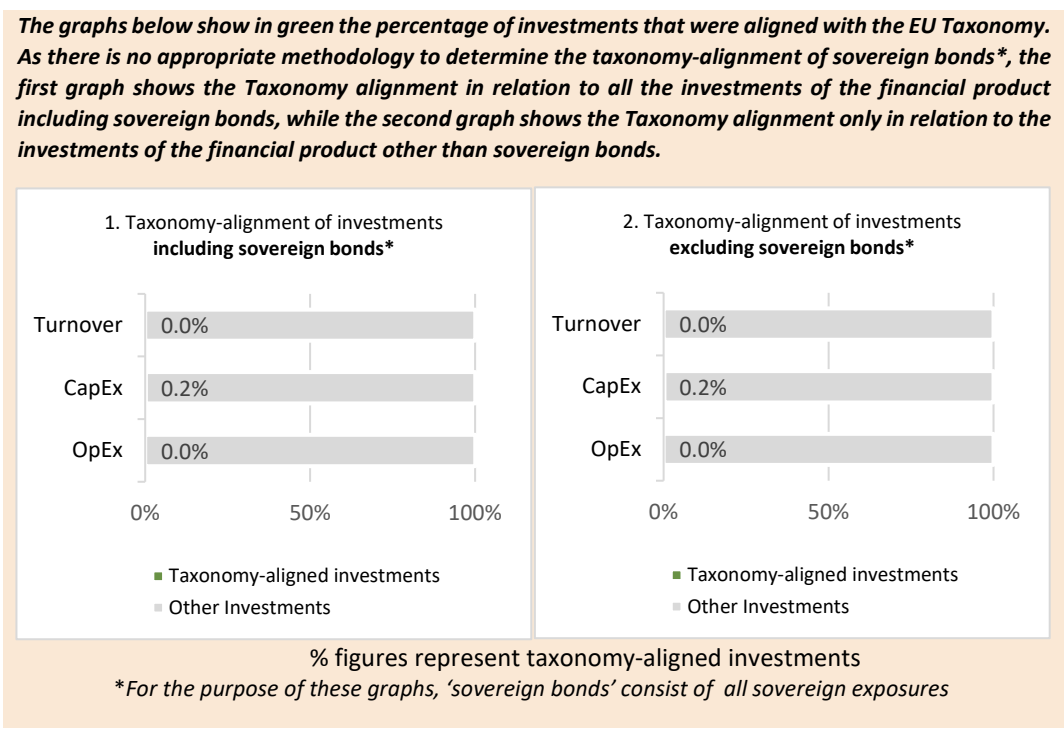 The graphs below show in green the percentage of investments that were aligned with the EU Taxonomy.
As there is no appropriate methodology to determine the taxonomy-alignment of sovereign bonds*, the
first graph shows the Taxonomy alignment in relation to all the investments of the financial product
including sovereign bonds, while the second graph shows the Taxonomy alignment only in relation to the
investments of the financial product other than sovereign bonds.
1. Taxonomy-alignment of investments
including sovereign bonds*
Turnover 0.0%
CapEx 0.2%
OpEx 0.0%
0% 50% 100%
Taxonomy-aligned investments
Other Investments
2. Taxonomy-alignment of investments
excluding sovereign bonds*
Turnover 0.0%
CapEx 0.2%
OpEx 0.0%
0% 50% 100%
Taxonomy-aligned investments
Other Investments
% figures represent taxonomy-aligned investments
*For the purpose of these graphs, ‘sovereign bonds’ consist of all sovereign exposures